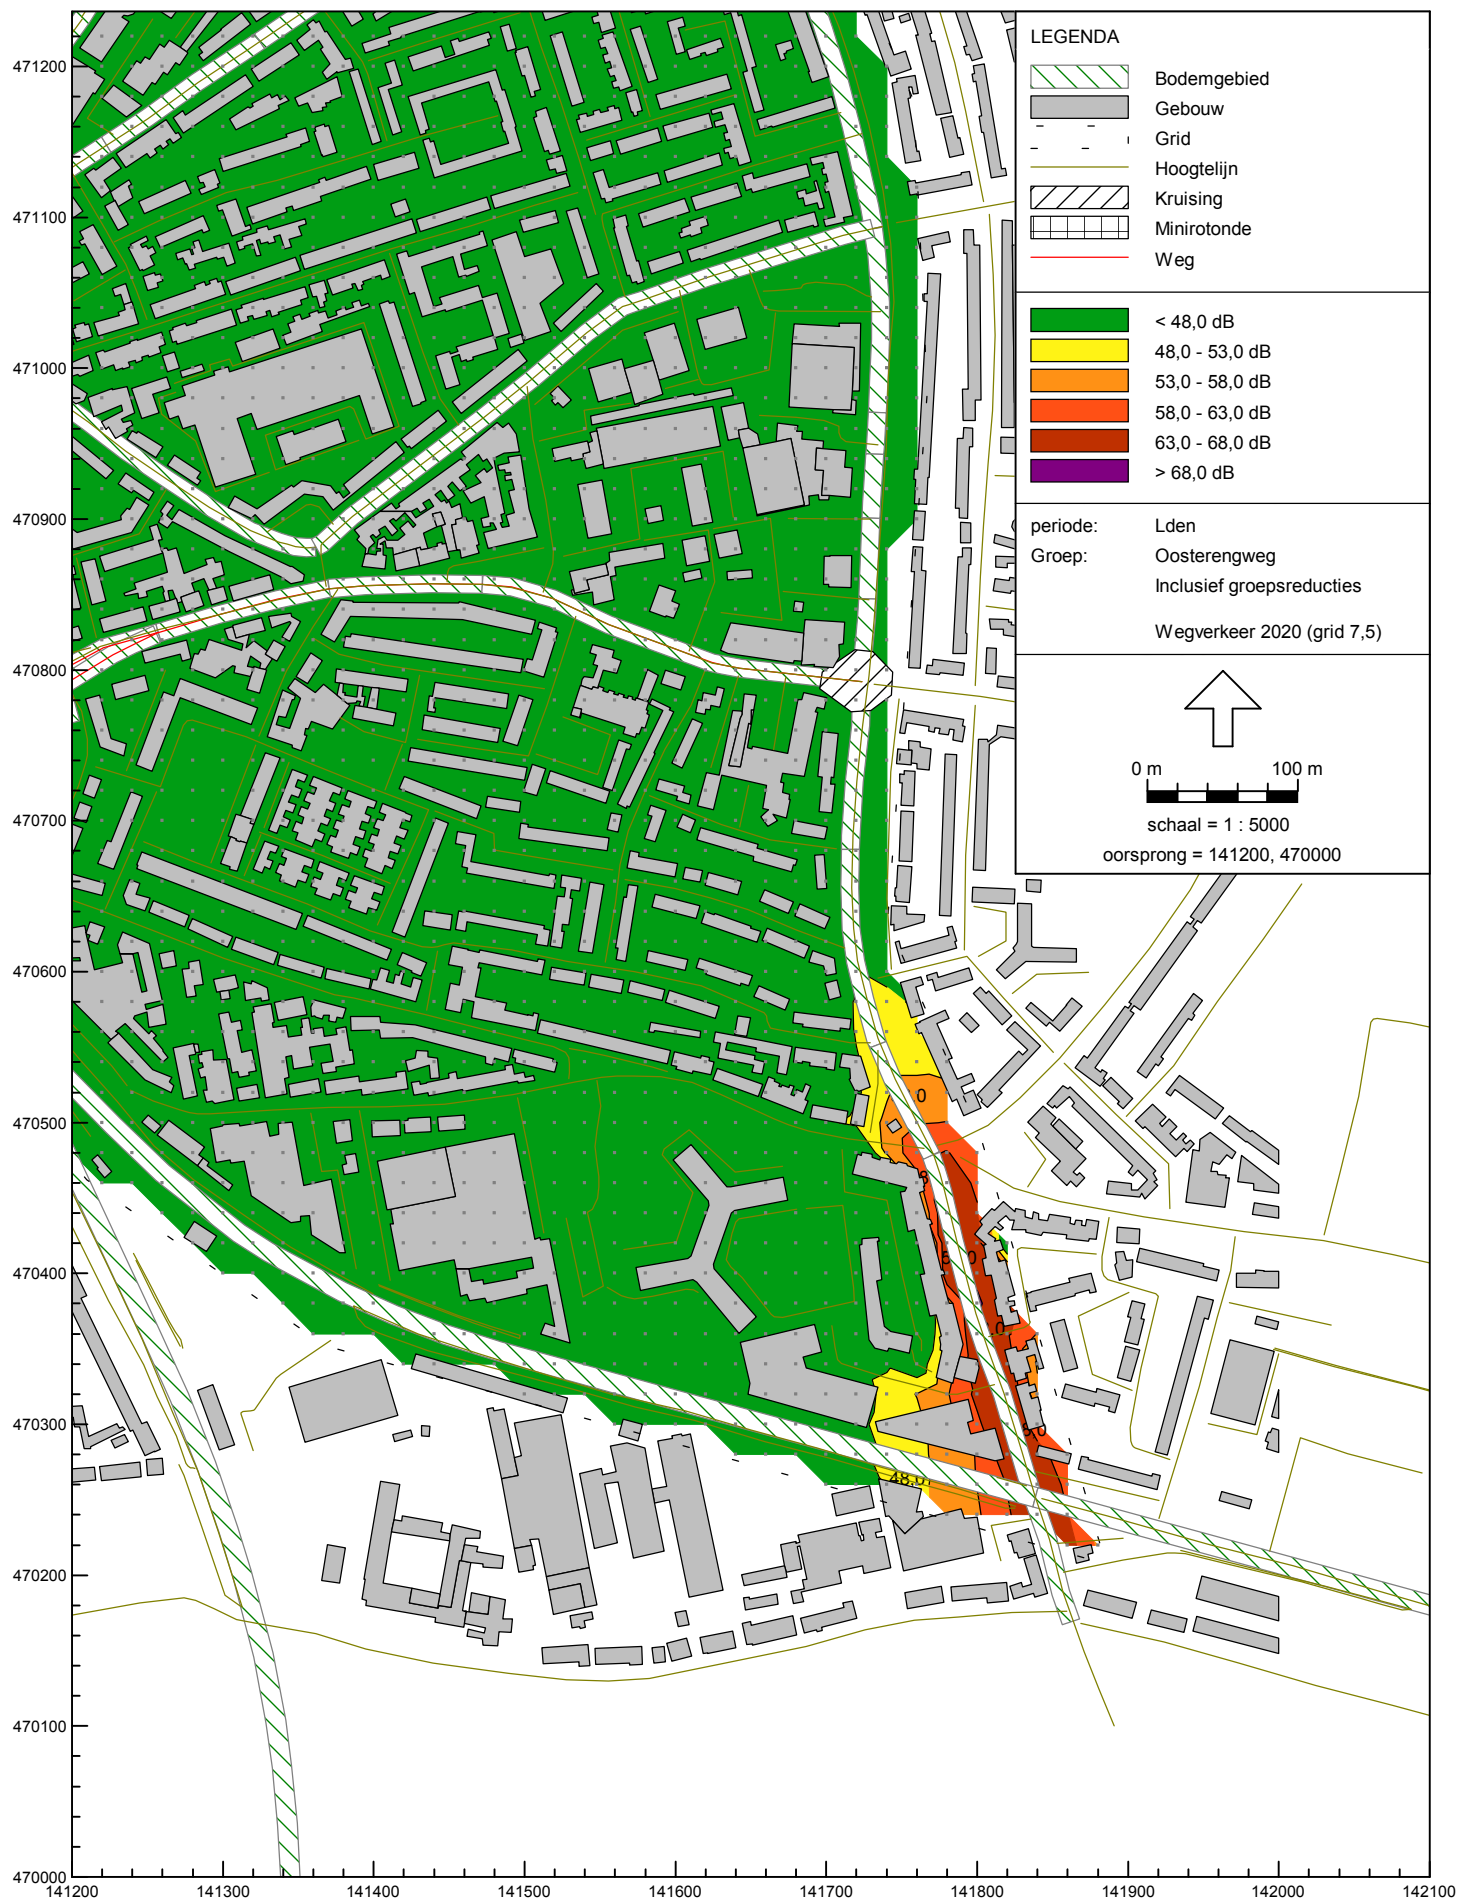 LEGENDA
Bodemgebied
Gebouw
Grid
Hoogtelijn
Kruising
Minirotonde
Weg
< 48,0 dB
48,0 - 53,0 dB
53,0 - 58,0 dB
58,0 - 63,0 dB
63,0 - 68,0 dB
> 68,0 dB
periode: Lden
Groep: Oosterengweg
Inclusief groepsreducties
Wegverkeer 2020 (grid 7,5)
0 m 100 m
schaal = 1 : 5000
oorsprong = 141200, 470000
471200
471100
471000
470900
470800
470700
470600
470500
470400
470300
470200
470100
470000
0
0
48,0
141200 141300 141400 141500 141600 141700 141800 141900 142000 142100